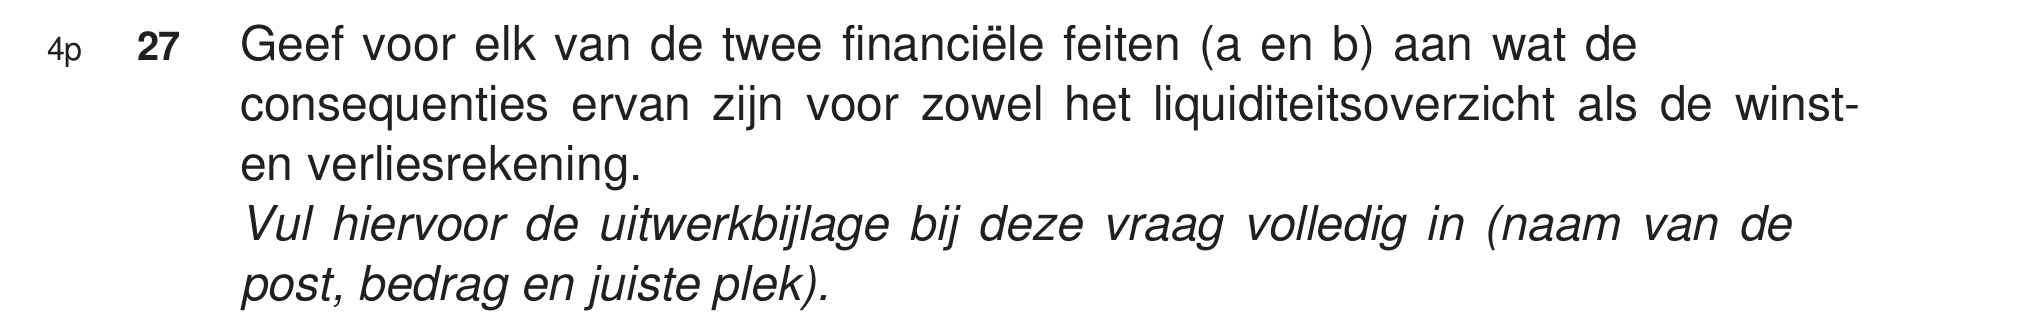 4p 27 Geef voor elk van de twee financiële feiten (a en b) aan wat de
consequenties ervan zijn voor zowel het liquiditeitsoverzicht als de winst-
en verliesrekening.
Vul hiervoor de uitwerkbijlage bij deze vraag volledig in (naam van de
post, bedrag en juiste plek).